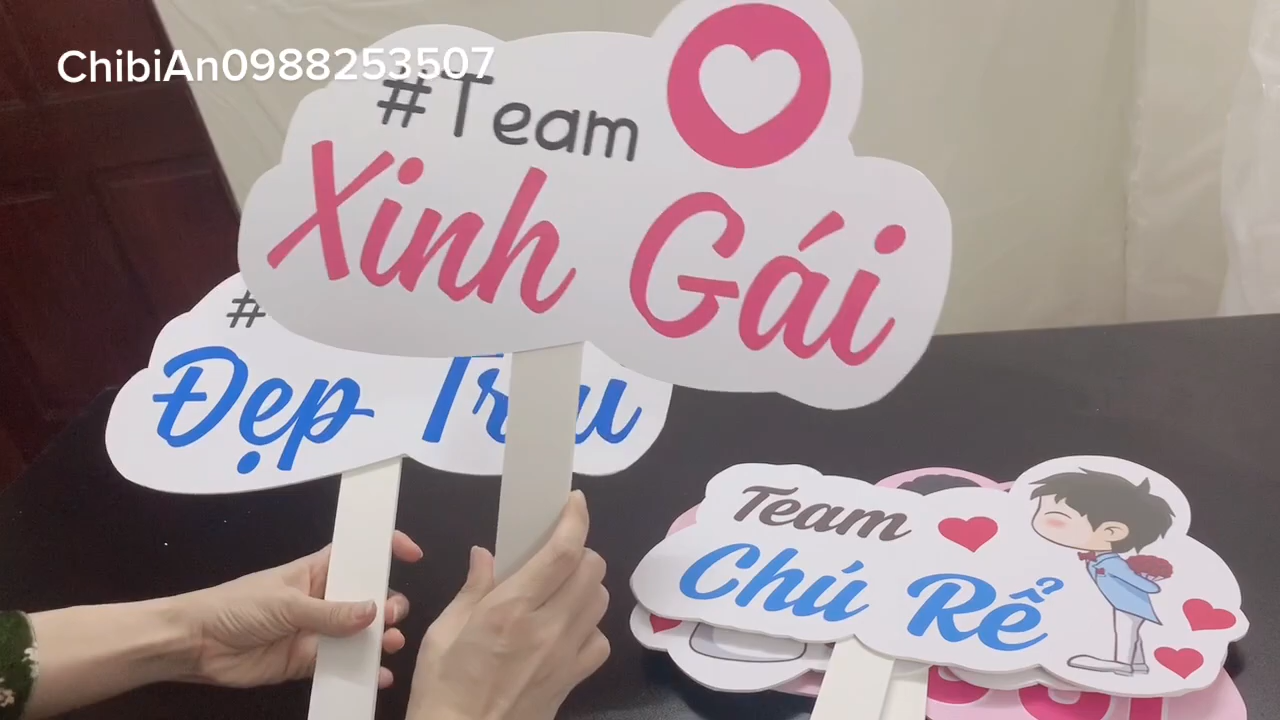 ChibiAn0988253507
#Team
Xinh Gái
#
Đẹp
Team
Chú Rể